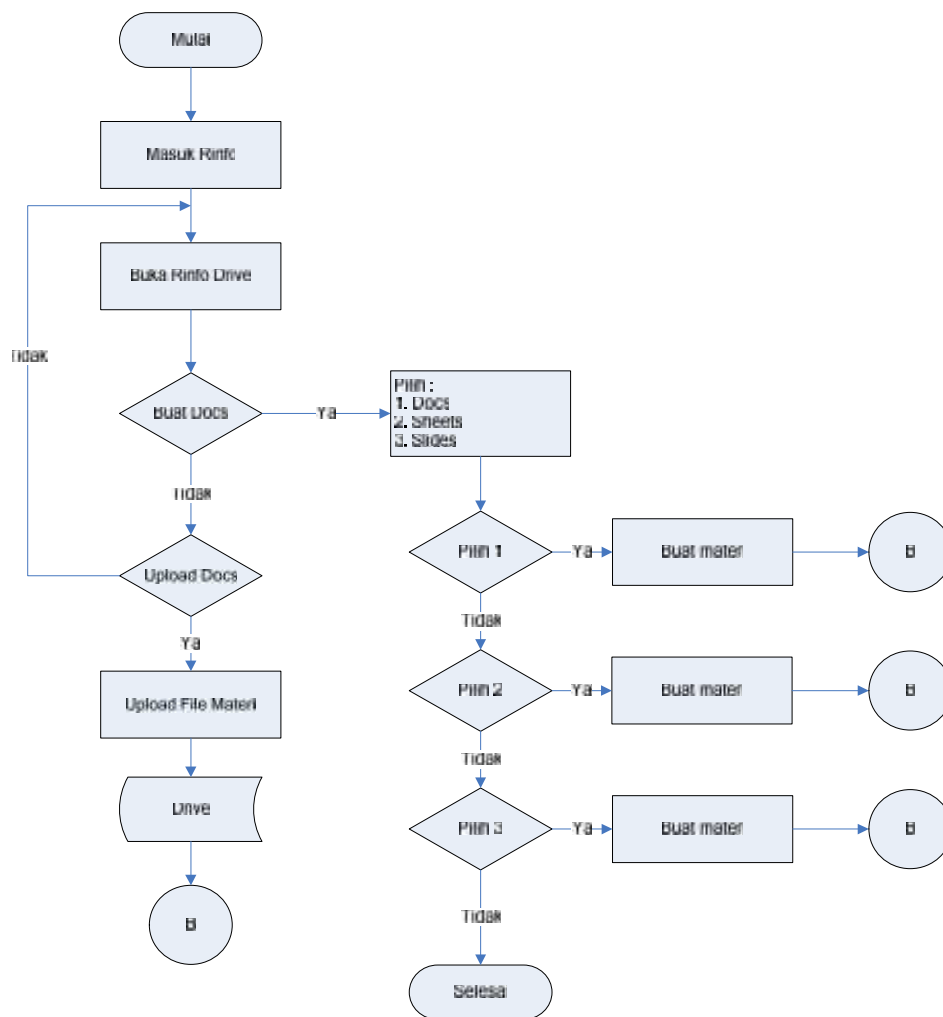 Mulai
Masuk Rinfo
Buka Rinfo Drive
Tidak
Buat Docs
Ya
Pilih :
1. Docs
2. Sheets
3. Slides
Tidak
Upload Docs
Ya
Upload File Materi
Drive
B
Pilih 1
Ya
Buat materi
B
Tidak
Pilih 2
Ya
Buat materi
B
Tidak
Pilih 3
Ya
Buat materi
B
Tidak
Selesai